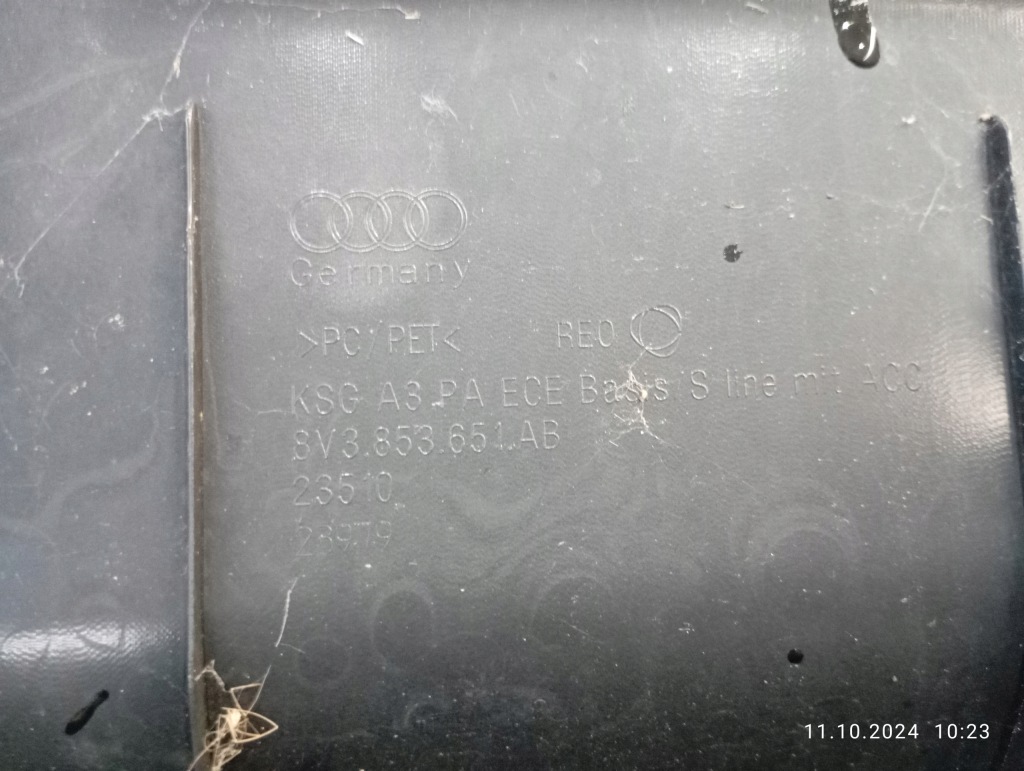 Germany
>PC/PET< REO
KSG A3 PA ECE Basis/S line mit ACC
8V3.853.651.AB
23510
28979
11.10.2024 10:23